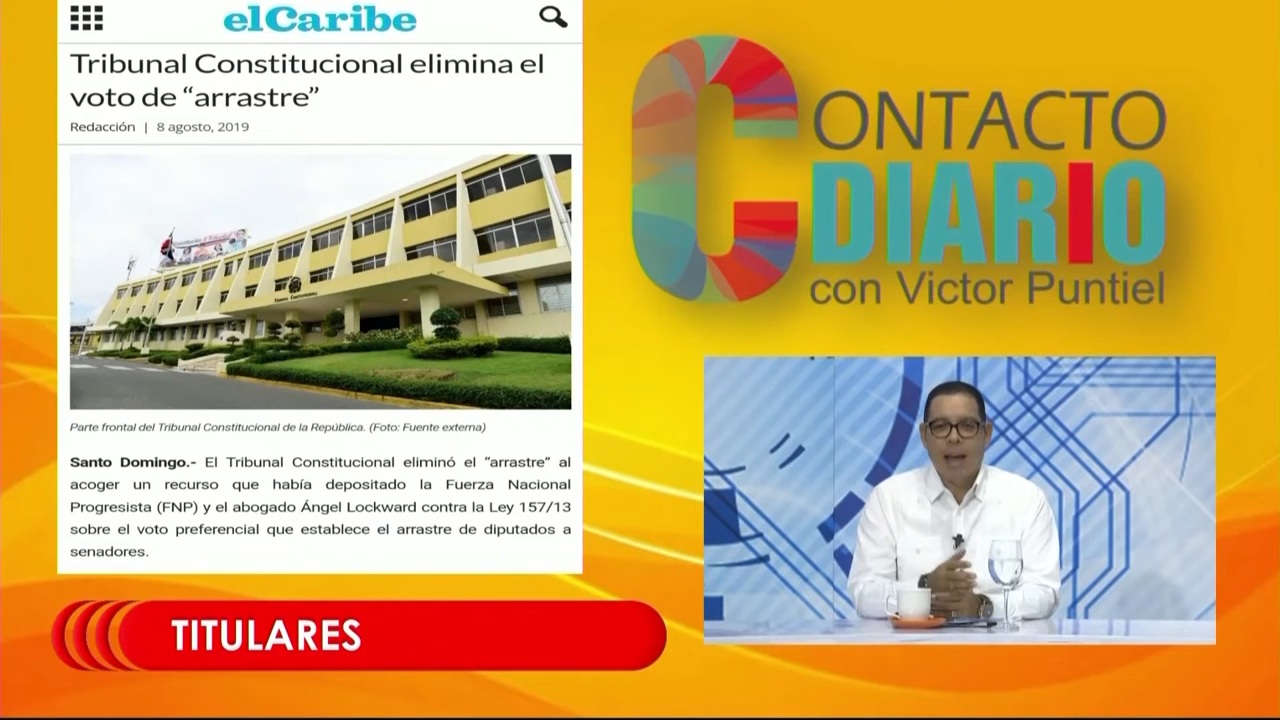 elCaribe
Tribunal Constitucional elimina el
voto de “arrastre”
Redacción | 8 agosto, 2019
Parte frontal del Tribunal Constitucional de la República. (Foto: Fuente externa)
Santo Domingo.- El Tribunal Constitucional eliminó el “arrastre” al
acoger un recurso que había depositado la Fuerza Nacional
Progresista (FNP) y el abogado Ángel Lockward contra la Ley 157/13
sobre el voto preferencial que establece el arrastre de diputados a
senadores.
CONTACTO
DIARIO
con Victor Puntiel
TITULARES